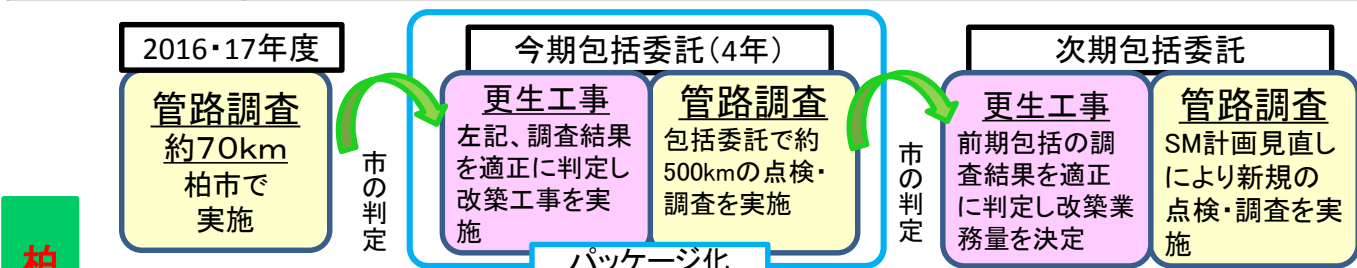 2016・17年度
管路調査
約70km
柏市で
実施
市の判定
今期包括委託(4年)
更生工事
左記、調査結果
を適正に判定し
改築工事を実
施
管路調査
包括委託で約
500kmの点検・
調査を実施
パッケージ化
市の判定
次期包括委託
更生工事
前期包括の調
査結果を適正
に判定し改築業
務量を決定
管路調査
SM計画見直し
により新規の
点検・調査を実
施
柏